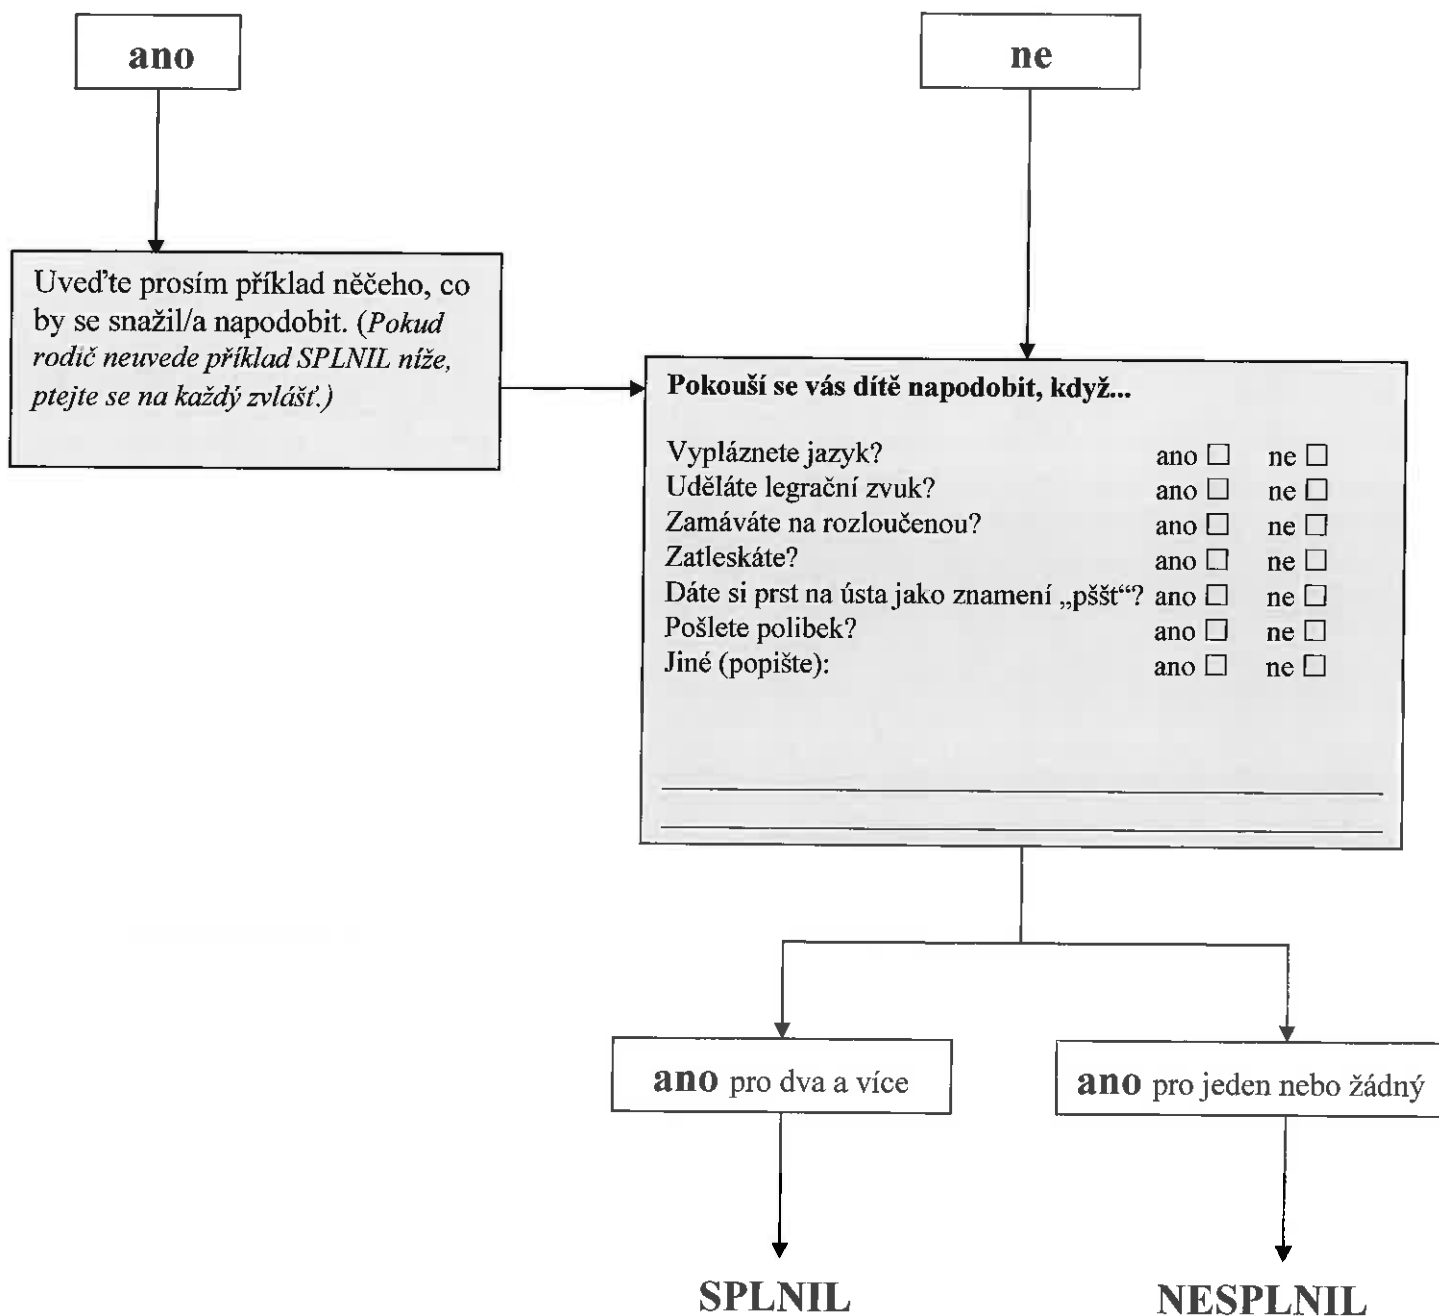 ano
ne
Uveďte prosím příklad něčeho, co
by se snažil/a napodobit. (Pokud
rodič neuvede příklad SPLNIL níže,
ptejte se na každý zvlášť.)
Pokouší se vás dítě napodobit, když...
Vypláznete jazyk? ano ☐ ne ☐
Uděláte legrační zvuk? ano ☐ ne ☐
Zamáváte na rozloučenou? ano ☐ ne ☐
Zatleskáte? ano ☐ ne ☐
Dáte si prst na ústa jako znamení „pššt“? ano ☐ ne ☐
Pošlete polibek? ano ☐ ne ☐
Jiné (popište): ano ☐ ne ☐
ano pro dva a více
ano pro jeden nebo žádný
SPLNIL
NESPLNIL